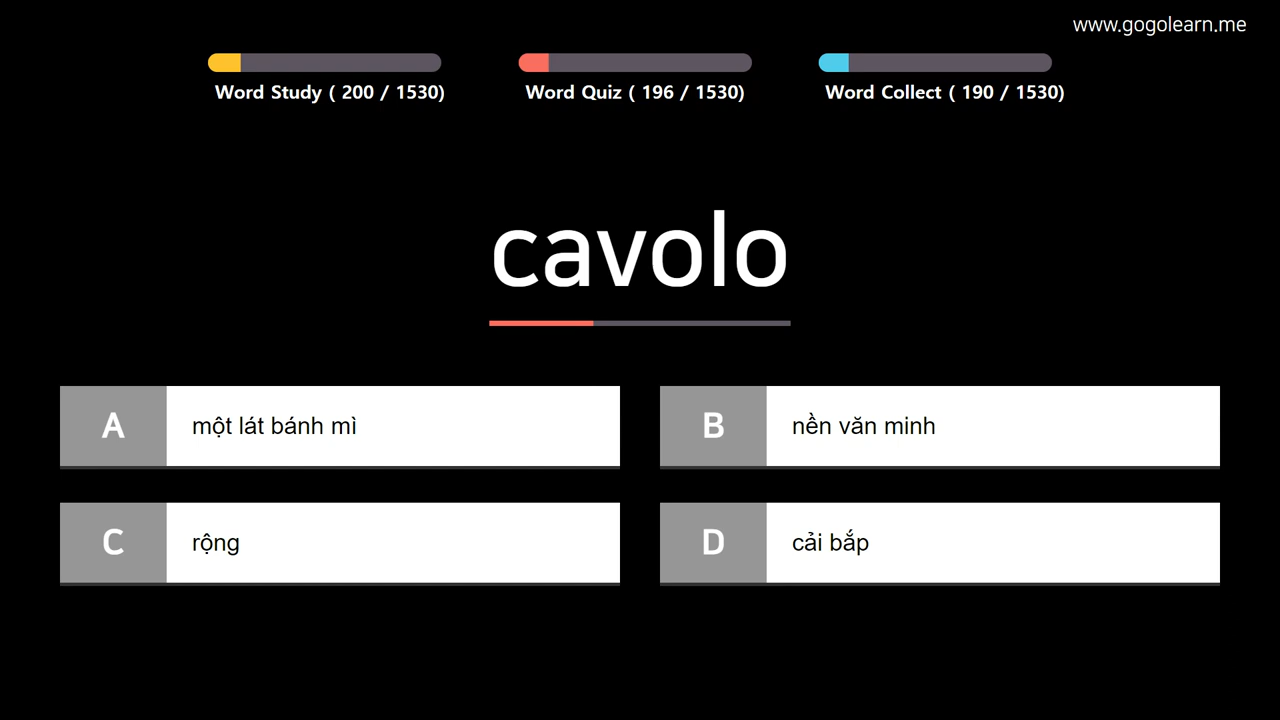 www.gogolearn.me
Word Study ( 200 / 1530)
Word Quiz ( 196 / 1530)
Word Collect ( 190 / 1530)
cavolo
A
một lát bánh mì
B
nền văn minh
C
rộng
D
cải bắp